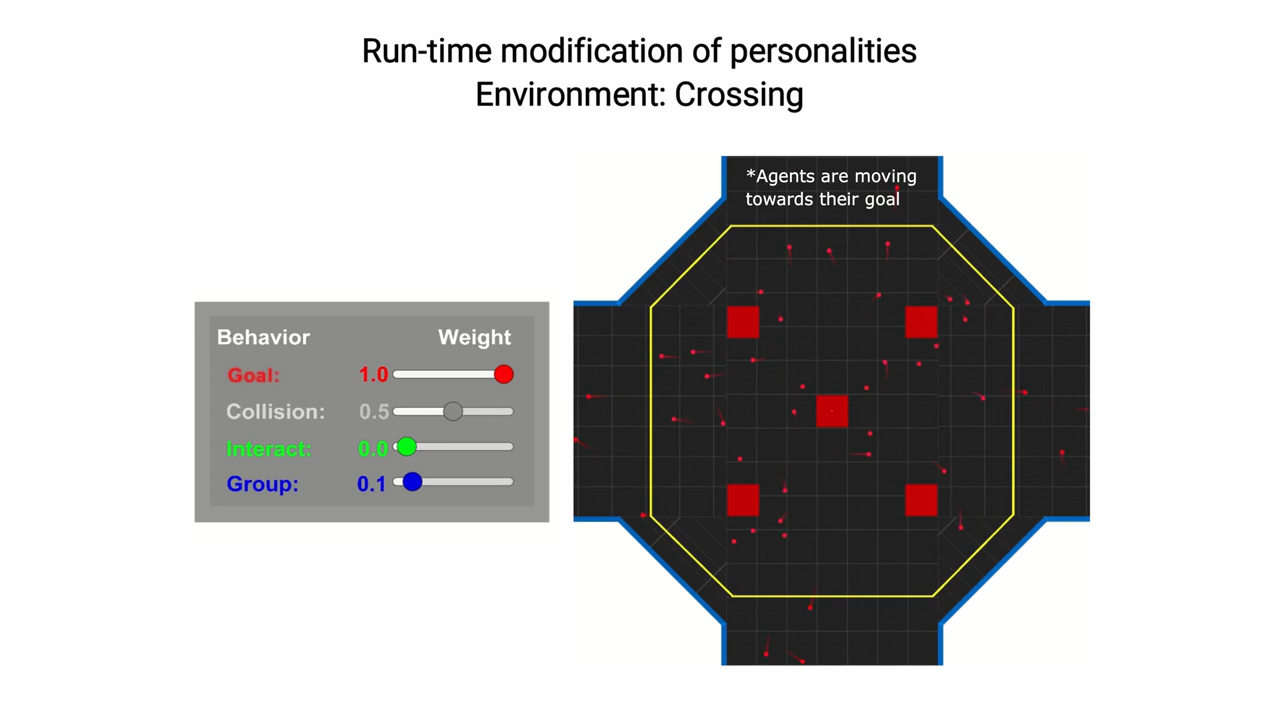 Run-time modification of personalities
Environment: Crossing
*Agents are moving
towards their goal
Behavior Weight
Goal: 1.0
Collision: 0.5
Interact: 0.0
Group: 0.1